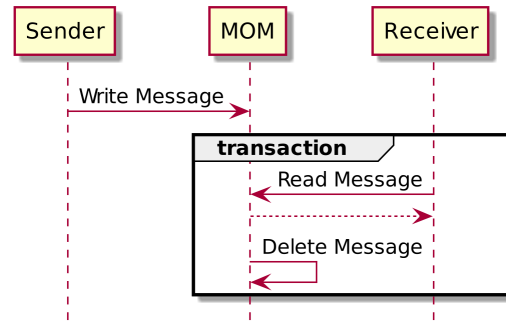 Sender
MOM
Receiver
Write Message
transaction
Read Message
Delete Message